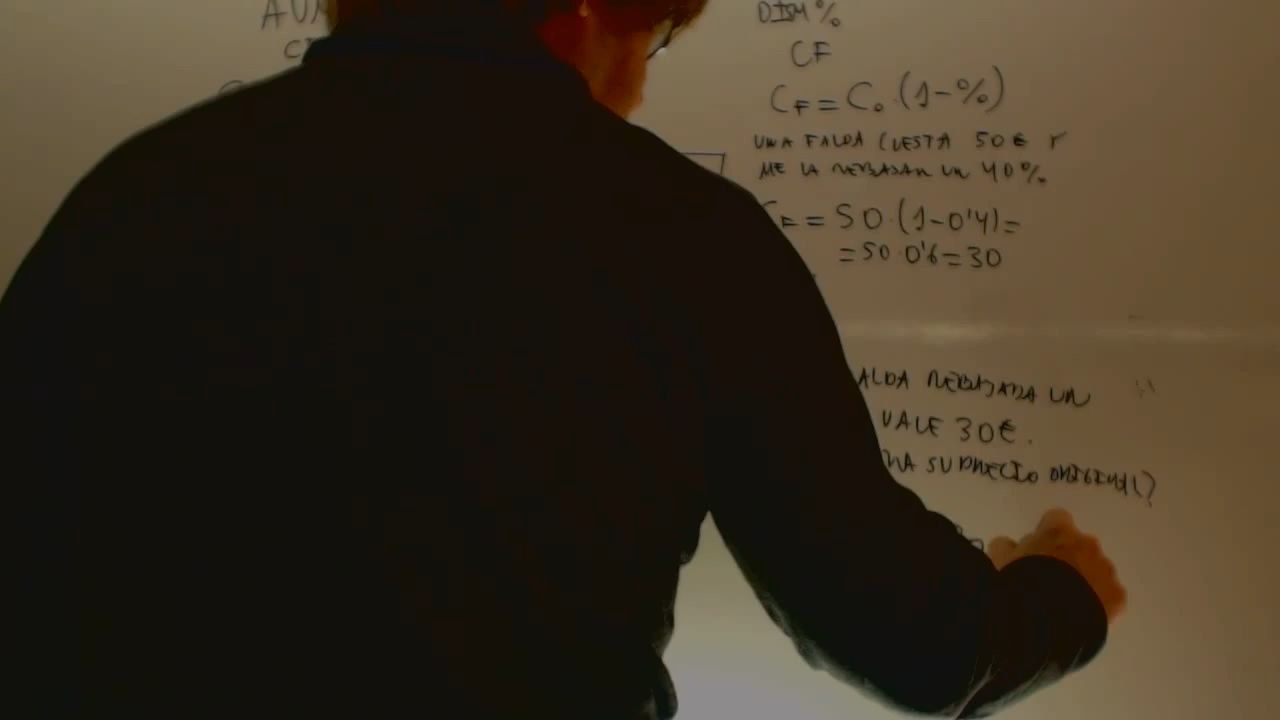 AUM
DISM %
CF
CF = C₀·(1-%)
UNA FALDA CUESTA 50€ Y
ME LA REBAJAN UN 40%.
CF = 50·(1-0'4)=
=50·0'6=30
ALDA REBAJADA UN
VALE 30€.
SU PRECIO ORIGINAL?